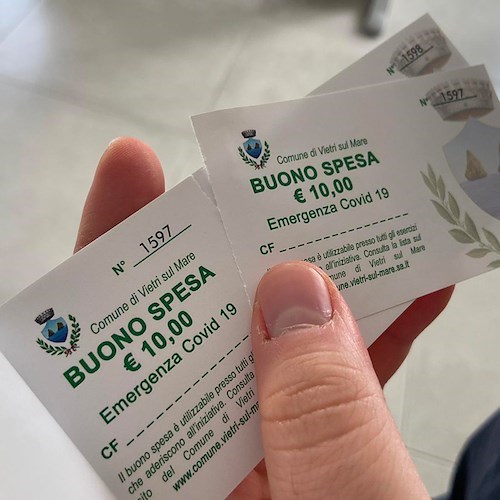 N° 1598
N° 1597
Comune di Vietri sul Mare
BUONO SPESA
€ 10,00
Emergenza Covid 19
CF
sa è utilizzabile presso tutti gli esercizi
all'iniziativa. Consulta la lista sul
mune di Vietri sul Mare
.vietri-sul-mare.sa.it
N° 1597
Comune di Vietri sul Mare
BUONO SPESA
€ 10,00
Emergenza Covid 19
CF
Il buono spesa è utilizzabile presso tutti gli
che aderiscono all'iniziativa. Consulta
sito del Comune di Vietri
www.comune.vietri-sul-m